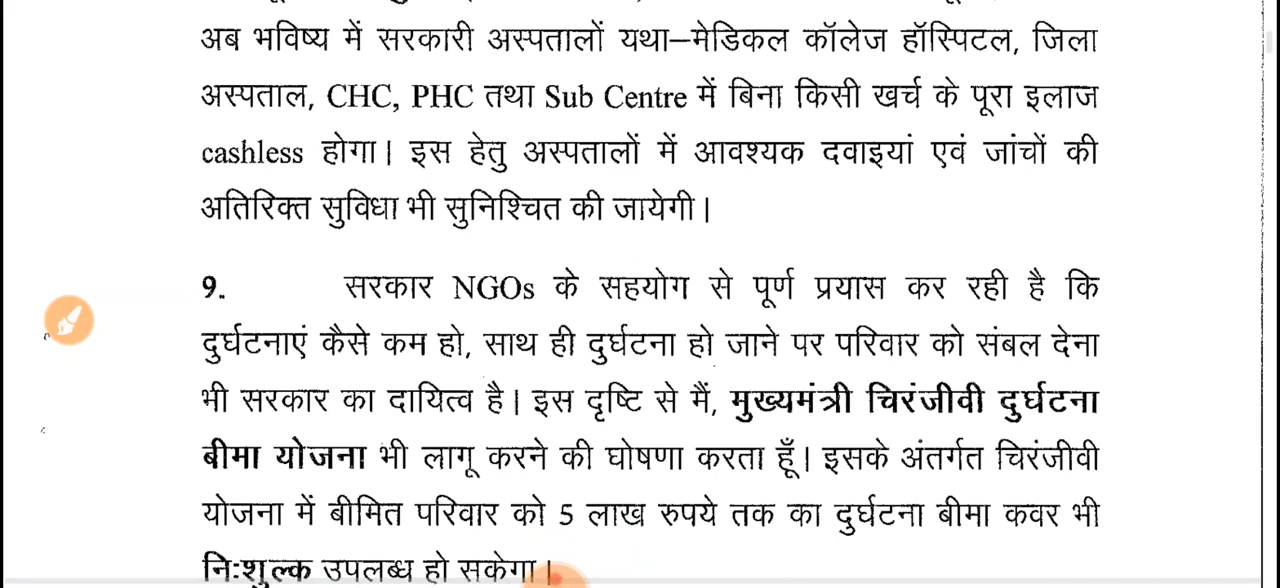 अब भविष्य में सरकारी अस्पतालों यथा–मेडिकल कॉलेज हॉस्पिटल, जिला
अस्पताल, CHC, PHC तथा Sub Centre में बिना किसी खर्च के पूरा इलाज
cashless होगा। इस हेतु अस्पतालों में आवश्यक दवाइयां एवं जांचों की
अतिरिक्त सुविधा भी सुनिश्चित की जायेगी।
9. सरकार NGOs के सहयोग से पूर्ण प्रयास कर रही है कि
दुर्घटनाएं कैसे कम हो, साथ ही दुर्घटना हो जाने पर परिवार को संबल देना
भी सरकार का दायित्व है। इस दृष्टि से मैं, मुख्यमंत्री चिरंजीवी दुर्घटना
बीमा योजना भी लागू करने की घोषणा करता हूँ। इसके अंतर्गत चिरंजीवी
योजना में बीमित परिवार को 5 लाख रुपये तक का दुर्घटना बीमा कवर भी
नि:शुल्क उपलब्ध हो सकेगा।